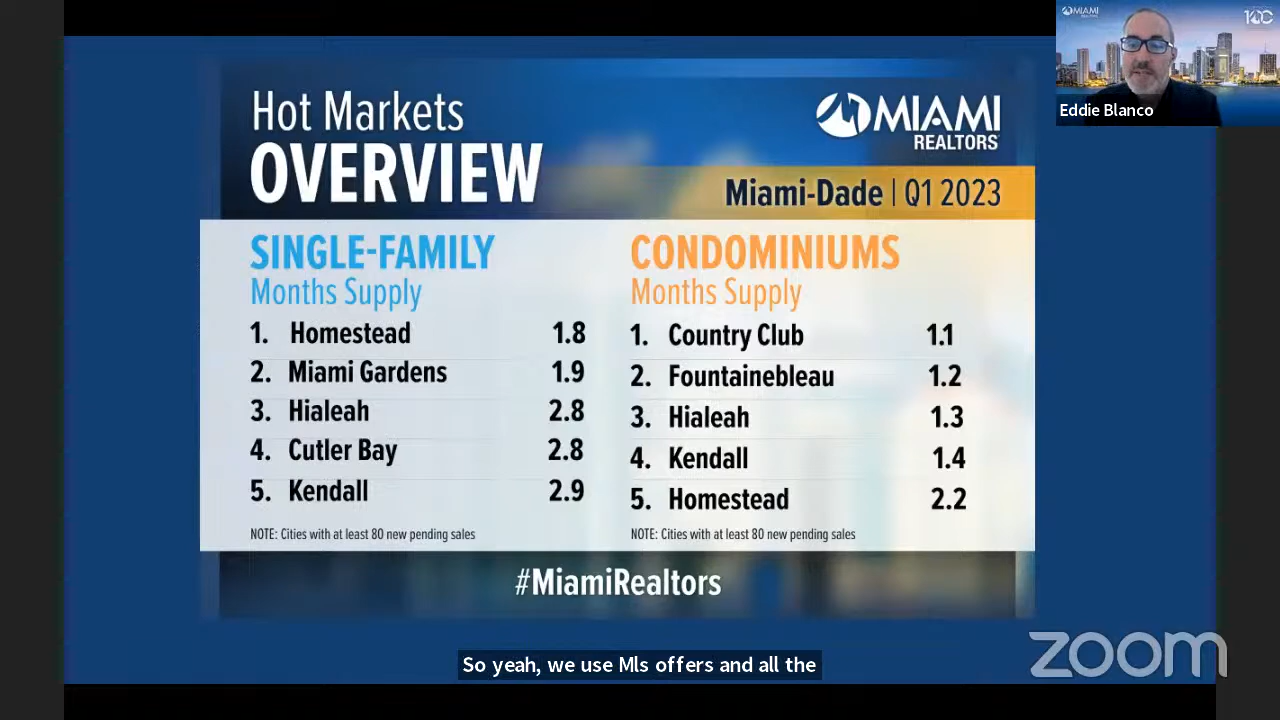 MIAMI
REALTORS
100
Eddie Blanco
Hot Markets
OVERVIEW
MIAMI
REALTORS
Miami-Dade | Q1 2023
SINGLE-FAMILY
Months Supply
1. Homestead 1.8
2. Miami Gardens 1.9
3. Hialeah 2.8
4. Cutler Bay 2.8
5. Kendall 2.9
NOTE: Cities with at least 80 new pending sales
CONDOMINIUMS
Months Supply
1. Country Club 1.1
2. Fountainebleau 1.2
3. Hialeah 1.3
4. Kendall 1.4
5. Homestead 2.2
NOTE: Cities with at least 80 new pending sales
#MiamiRealtors
So yeah, we use Mls offers and all the
zoom